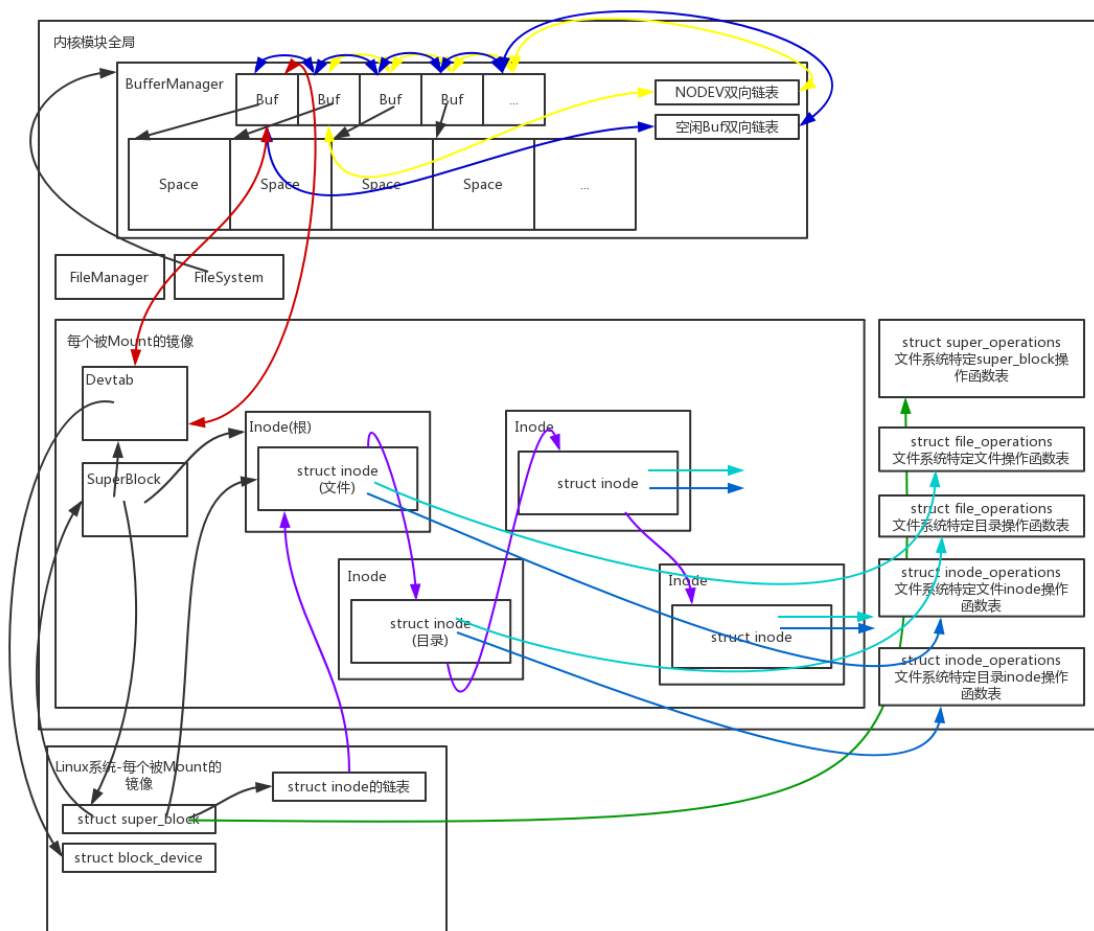 内核模块全局
BufferManager
Buf
Buf
Buf
Buf
...
NODEV双向链表
空闲Buf双向链表
Space
Space
Space
Space
...
FileManager
FileSystem
每个被Mount的镜像
Devtab
SuperBlock
Inode(根)
struct inode
(文件)
Inode
struct inode
Inode
struct inode
(目录)
Inode
struct inode
struct super_operations
文件系统特定super_block操
作函数表
struct file_operations
文件系统特定文件操作函数表
struct file_operations
文件系统特定目录操作函数表
struct inode_operations
文件系统特定文件inode操作
函数表
struct inode_operations
文件系统特定目录inode操作
函数表
Linux系统-每个被Mount的
镜像
struct inode的链表
struct super_block
struct block_device